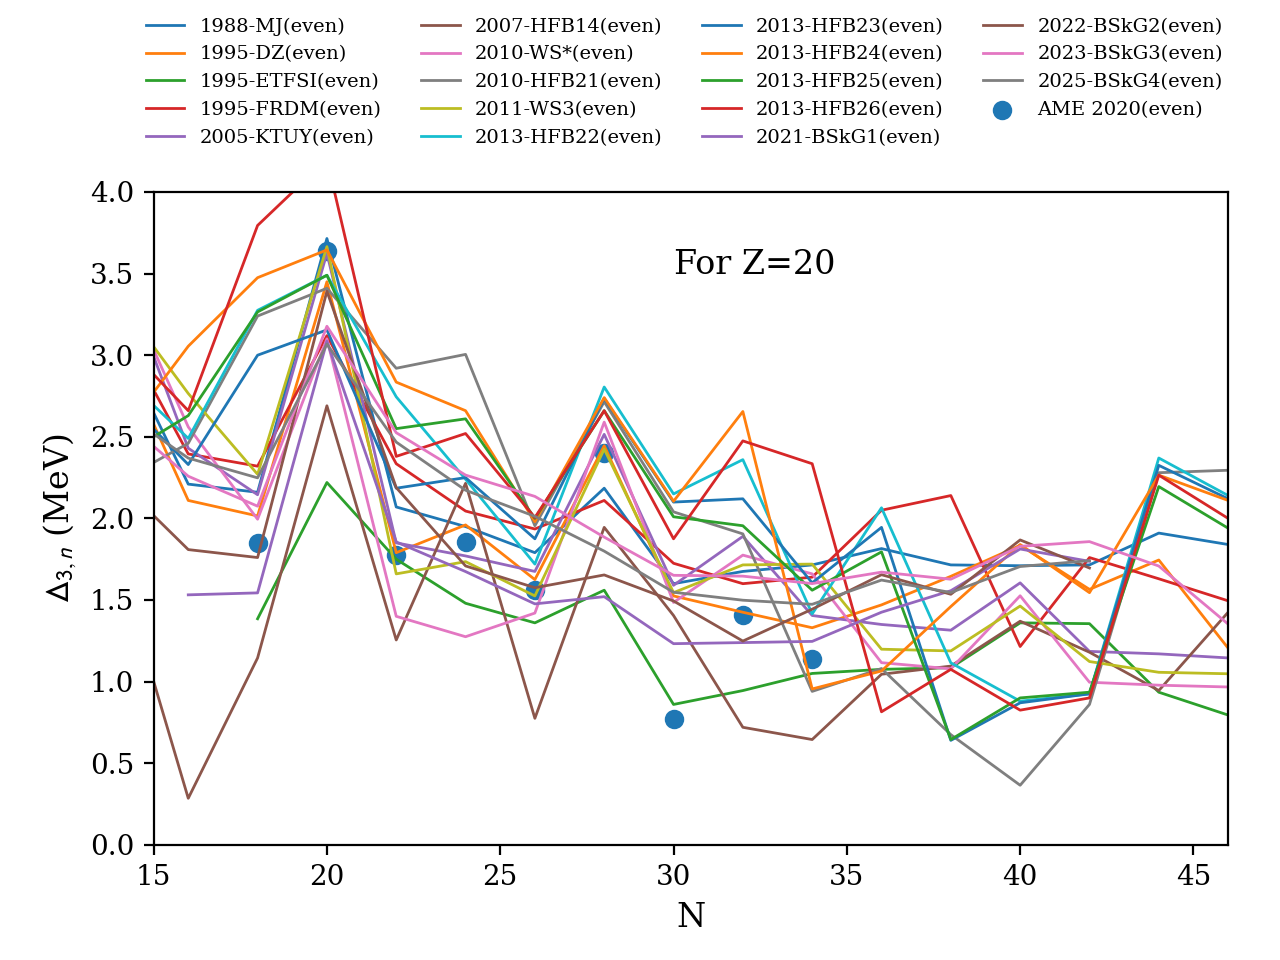 1988-MJ(even) 2007-HFB14(even) 2013-HFB23(even) 2022-BSkG2(even)
1995-DZ(even) 2010-WS*(even) 2013-HFB24(even) 2023-BSkG3(even)
1995-ETFSI(even) 2010-HFB21(even) 2013-HFB25(even) 2025-BSkG4(even)
1995-FRDM(even) 2011-WS3(even) 2013-HFB26(even) AME 2020(even)
2005-KTUY(even) 2013-HFB22(even) 2021-BSkG1(even)
4.0
3.5
3.0
2.5
2.0
1.5
1.0
0.5
0.0
Δ3,n (MeV)
For Z=20
15 20 25 30 35 40 45
N